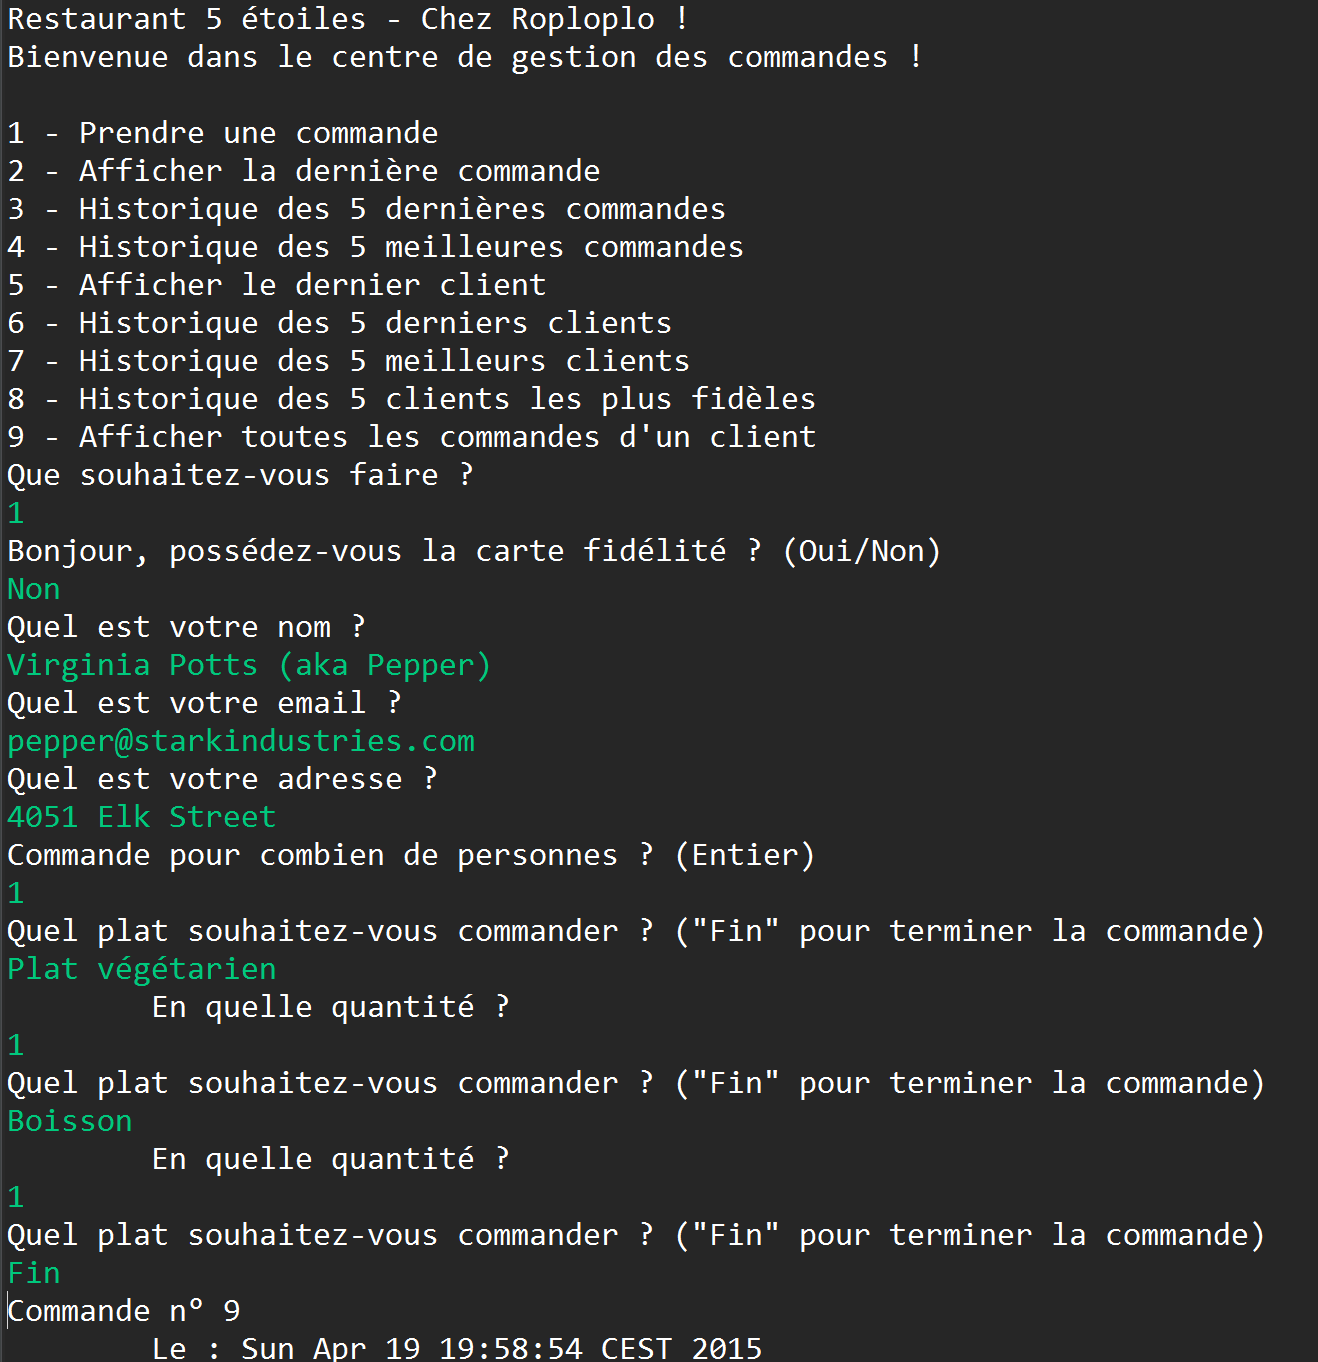 Restaurant 5 étoiles - Chez Roploplo !
Bienvenue dans le centre de gestion des commandes !
1 - Prendre une commande
2 - Afficher la dernière commande
3 - Historique des 5 dernières commandes
4 - Historique des 5 meilleures commandes
5 - Afficher le dernier client
6 - Historique des 5 derniers clients
7 - Historique des 5 meilleurs clients
8 - Historique des 5 clients les plus fidèles
9 - Afficher toutes les commandes d'un client
Que souhaitez-vous faire ?
1
Bonjour, possédez-vous la carte fidélité ? (Oui/Non)
Non
Quel est votre nom ?
Virginia Potts (aka Pepper)
Quel est votre email ?
pepper@starkindustries.com
Quel est votre adresse ?
4051 Elk Street
Commande pour combien de personnes ? (Entier)
1
Quel plat souhaitez-vous commander ? ("Fin" pour terminer la commande)
Plat végétarien
En quelle quantité ?
1
Quel plat souhaitez-vous commander ? ("Fin" pour terminer la commande)
Boisson
En quelle quantité ?
1
Quel plat souhaitez-vous commander ? ("Fin" pour terminer la commande)
Fin
Commande n° 9
Le : Sun Apr 19 19:58:54 CEST 2015